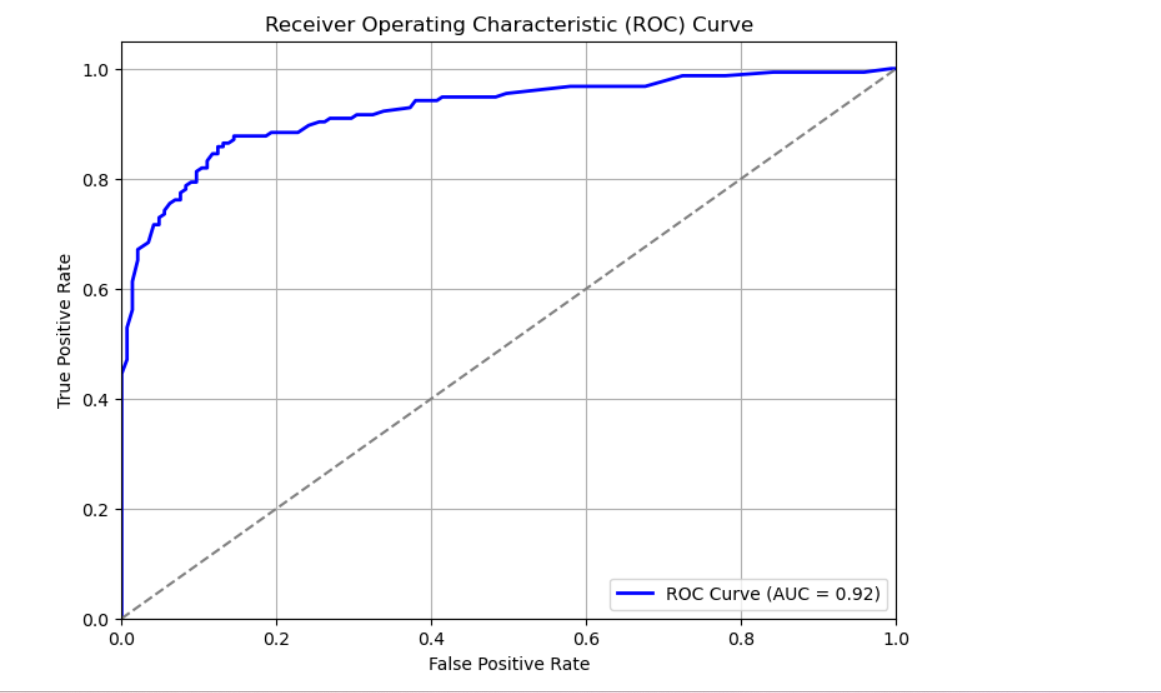 Receiver Operating Characteristic (ROC) Curve
1.0
0.8
0.6
0.4
0.2
0.0
True Positive Rate
ROC Curve (AUC = 0.92)
0.0 0.2 0.4 0.6 0.8 1.0
False Positive Rate